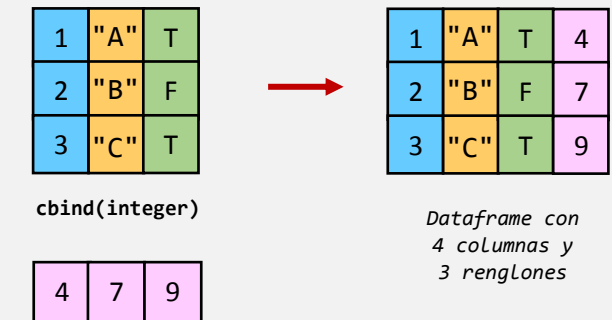 1 "A" T
2 "B" F
3 "C" T
cbind(integer)
4 7 9
1 "A" T 4
2 "B" F 7
3 "C" T 9
Dataframe con
4 columnas y
3 renglones